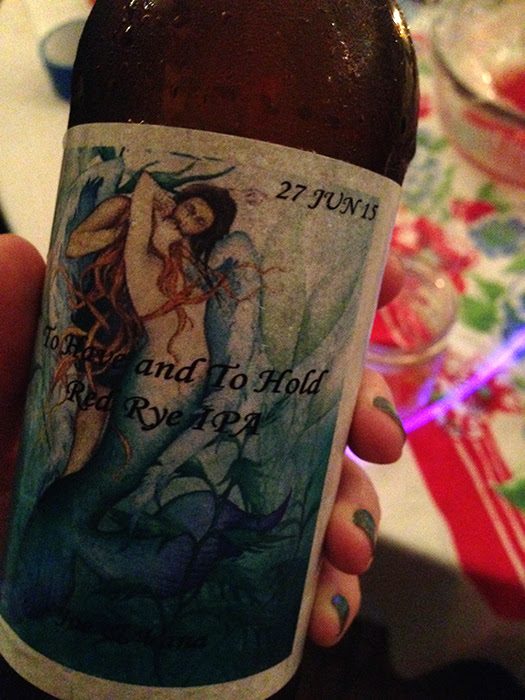 27 JUN 15
To Have and To Hold
Red Rye IPA